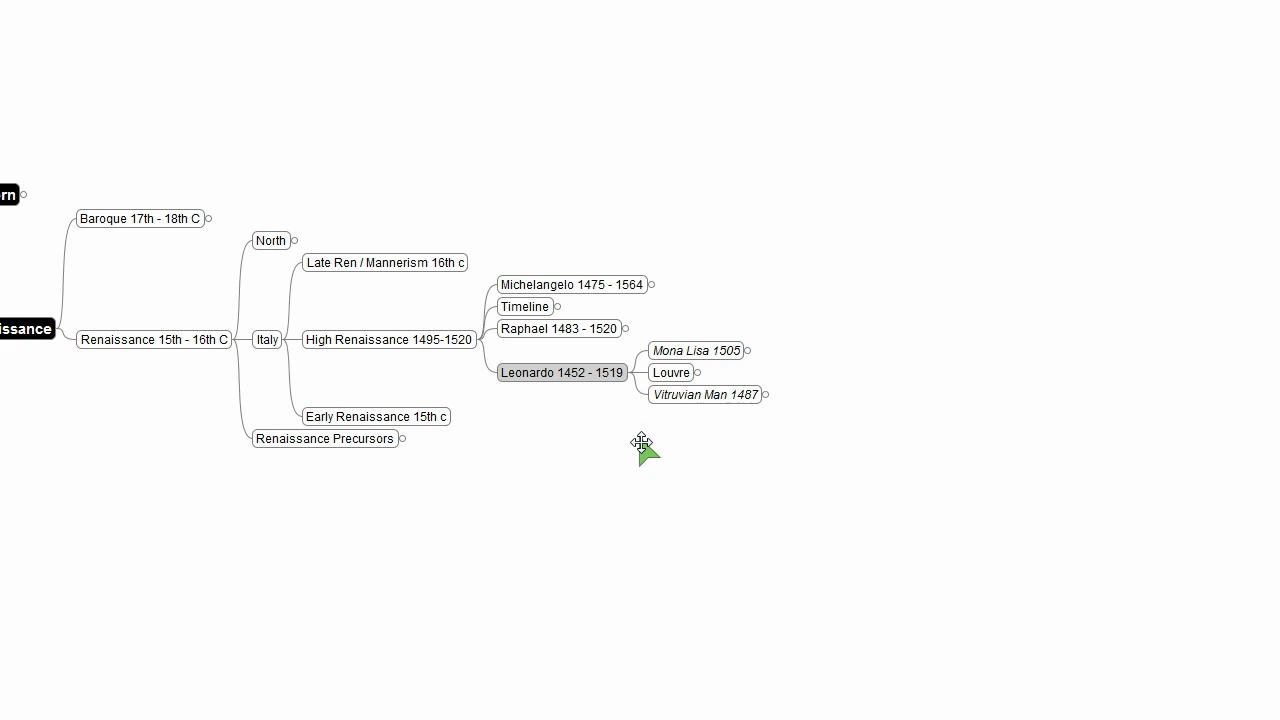 rn
Baroque 17th - 18th C
North
Late Ren / Mannerism 16th c
Michelangelo 1475 - 1564
Timeline
issance
Raphael 1483 - 1520
Renaissance 15th - 16th C
Italy
High Renaissance 1495-1520
Mona Lisa 1505
Leonardo 1452 - 1519
Louvre
Vitruvian Man 1487
Early Renaissance 15th c
Renaissance Precursors